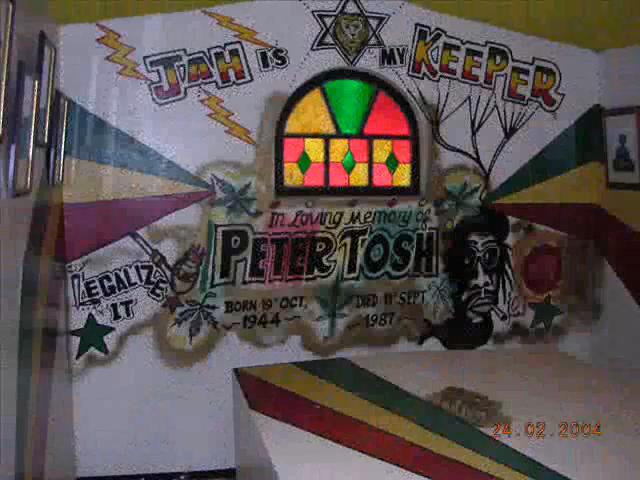 JAH IS MY KEEPER
In Loving Memory of
PETER TOSH
BORN 19th OCT. DIED 11th SEPT
~1944~ ~1987~
LEGALIZE
IT
24.02.2004